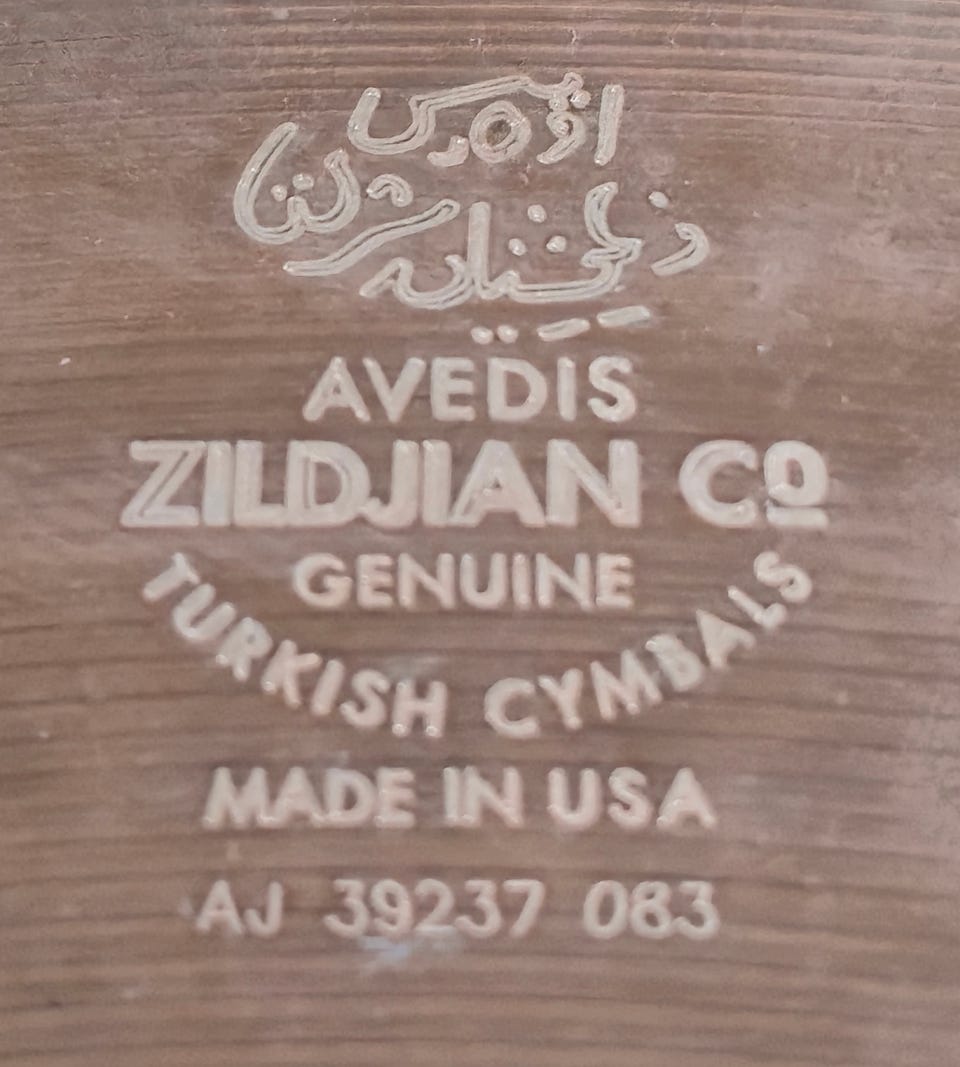 AVEDIS
ZILDJIAN Co
GENUINE
TURKISH CYMBALS
MADE IN USA
AJ 39237 083